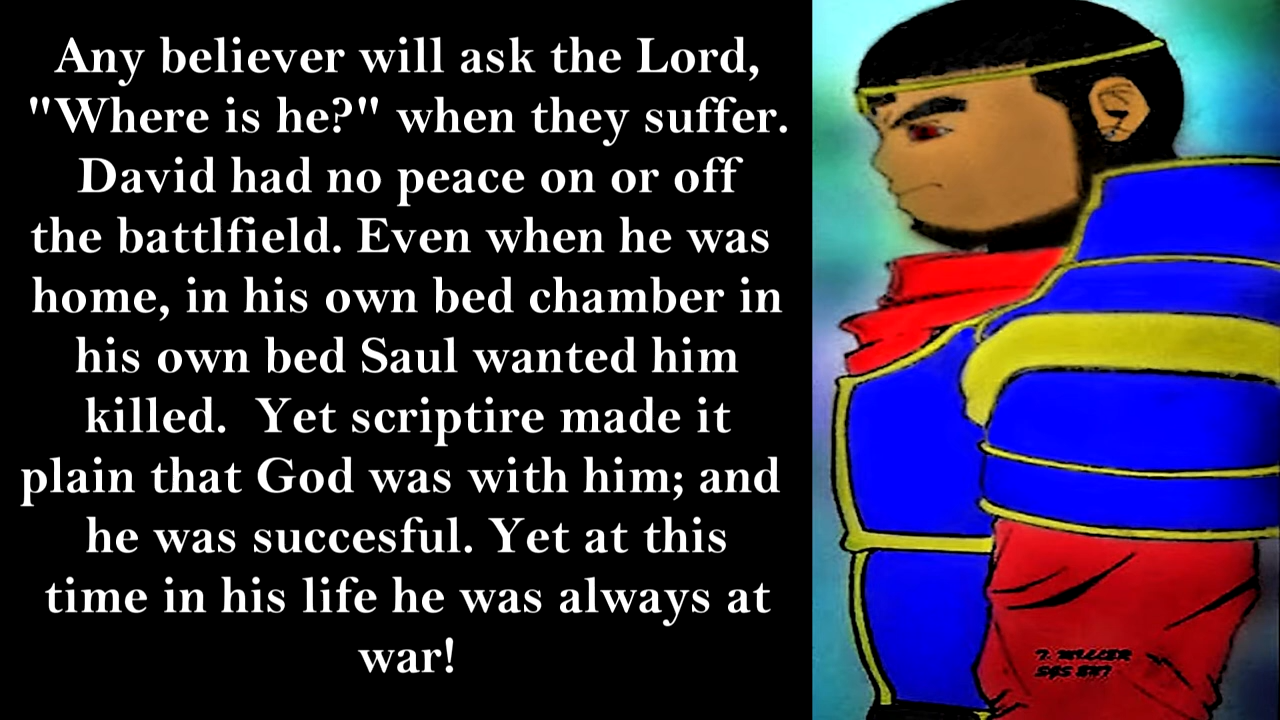 Any believer will ask the Lord,
"Where is he?" when they suffer.
David had no peace on or off
the battlfield. Even when he was
home, in his own bed chamber in
his own bed Saul wanted him
killed.  Yet scriptire made it
plain that God was with him; and
he was succesful. Yet at this
time in his life he was always at
war!